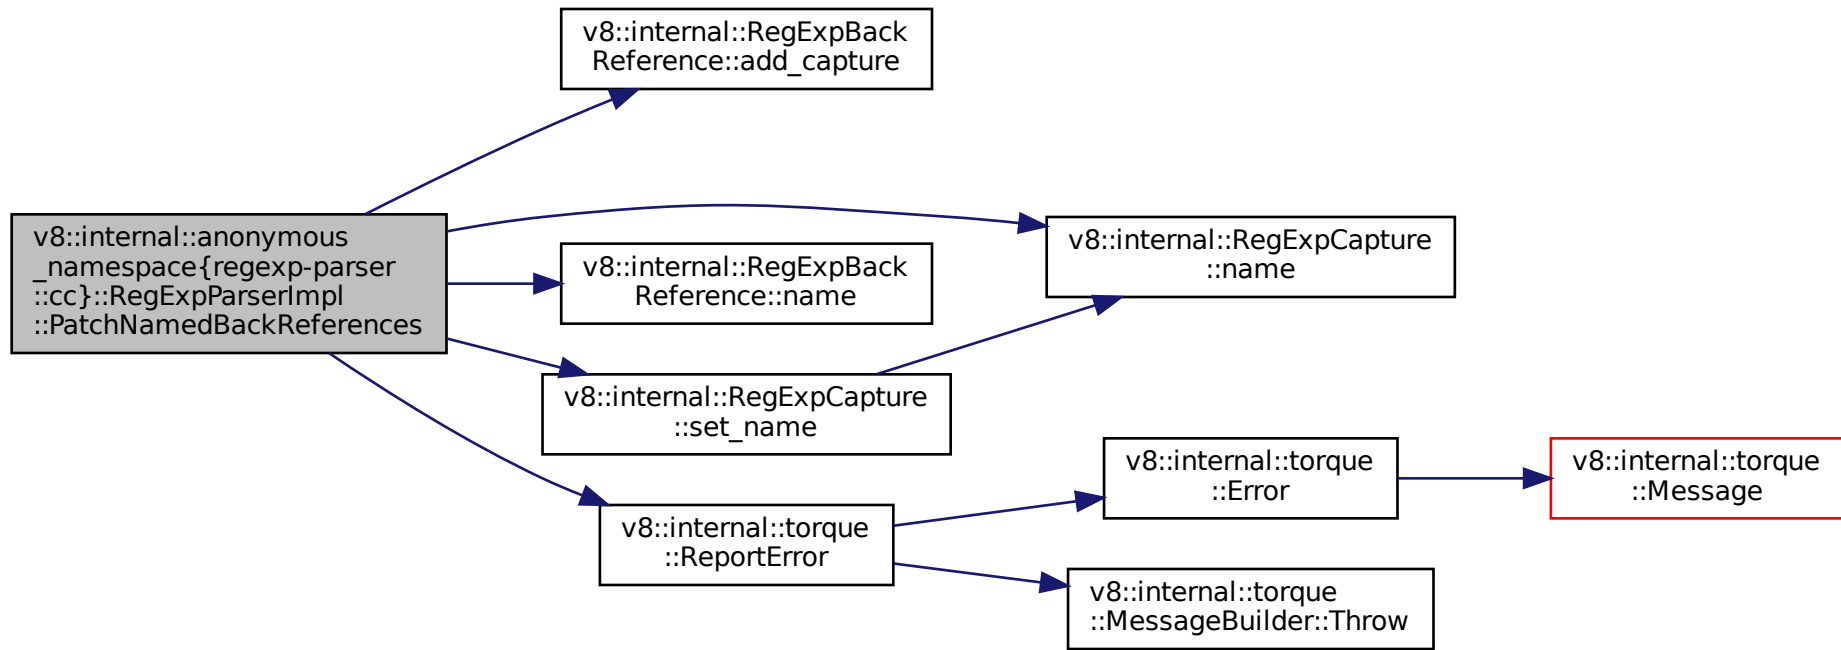 v8::internal::RegExpBack
Reference::add_capture
v8::internal::anonymous
_namespace{regexp-parser
::cc}::RegExpParserImpl
::PatchNamedBackReferences
v8::internal::RegExpCapture
::name
v8::internal::RegExpBack
Reference::name
v8::internal::RegExpCapture
::set_name
v8::internal::torque
::Error
v8::internal::torque
::Message
v8::internal::torque
::ReportError
v8::internal::torque
::MessageBuilder::Throw